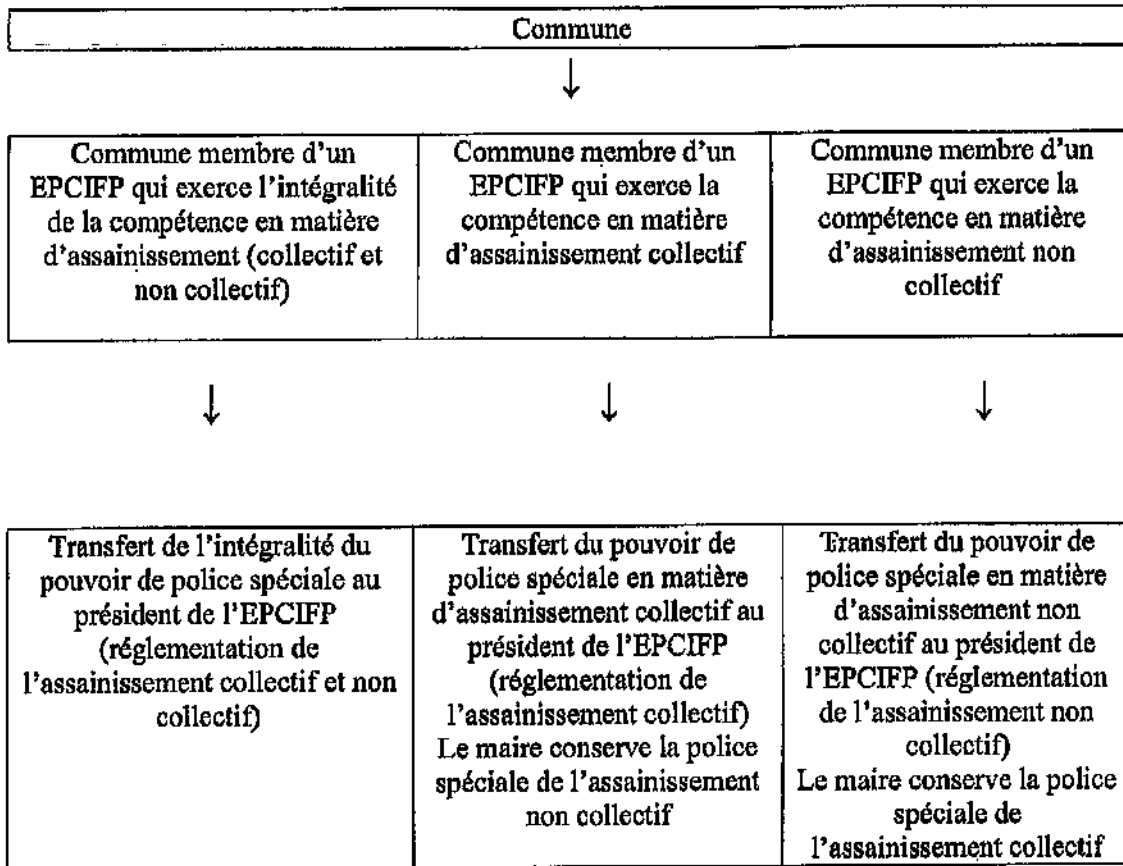 Commune
↓
Commune membre d'un
EPCIFP qui exerce l'intégralité
de la compétence en matière
d'assainissement (collectif et
non collectif)
Commune membre d'un
EPCIFP qui exerce la
compétence en matière
d'assainissement collectif
Commune membre d'un
EPCIFP qui exerce la
compétence en matière
d'assainissement non
collectif
↓
↓
↓
Transfert de l'intégralité du
pouvoir de police spéciale au
président de l'EPCIFP
(réglementation de
l'assainissement collectif et non
collectif)
Transfert du pouvoir de
police spéciale en matière
d'assainissement collectif au
président de l'EPCIFP
(réglementation de
l'assainissement collectif)
Le maire conserve la police
spéciale de l'assainissement
non collectif
Transfert du pouvoir de
police spéciale en matière
d'assainissement non
collectif au président de
l'EPCIFP (réglementation
de l'assainissement non
collectif)
Le maire conserve la police
spéciale de
l'assainissement collectif